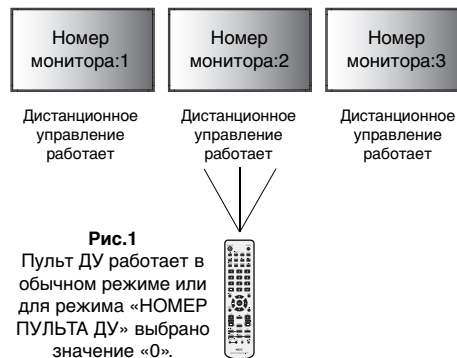 Номер
монитора:1
Номер
монитора:2
Номер
монитора:3
Дистанционное
управление
работает
Дистанционное
управление
работает
Дистанционное
управление
работает
Рис.1
Пульт ДУ работает в
обычном режиме или
для режима «НОМЕР
ПУЛЬТА ДУ» выбрано
значение «0».